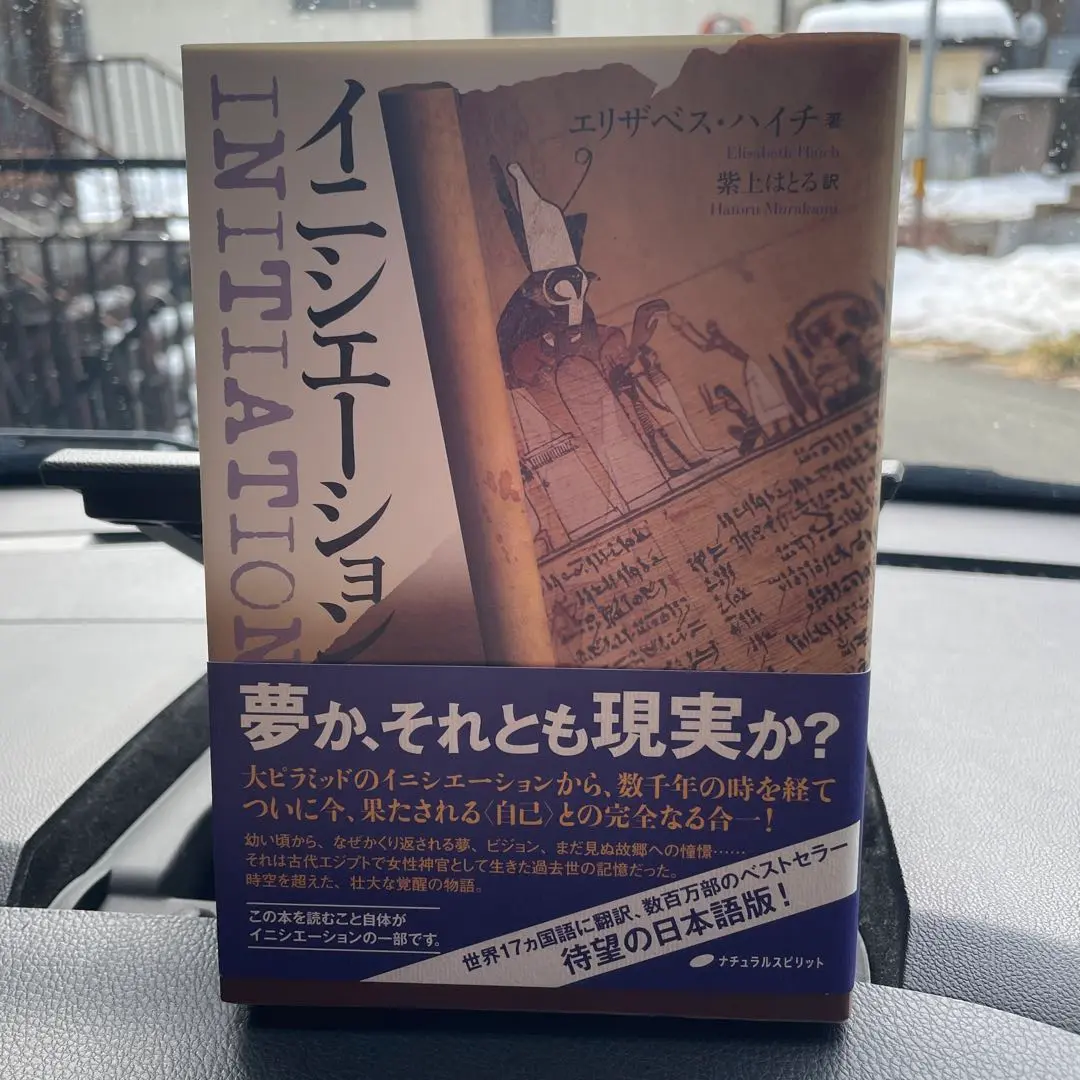 イニシエーション
INITIATION
エリザベス・ハイチ 著
Elisabeth Haich
紫上はとる 訳
Hatoru Murakami
夢か、それとも現実か?
大ピラミッドのイニシエーションから、数千年の時を経て
ついに今、果たされる〈自己〉との完全なる合一!
幼い頃から、なぜかくり返される夢、ビジョン、まだ見ぬ故郷への憧憬……
それは古代エジプトで女性神官として生きた過去世の記憶だった。
時空を超えた、壮大な覚醒の物語。
この本を読むこと自体が
イニシエーションの一部です。
世界17ヵ国語に翻訳、数百万部のベストセラー
待望の日本語版!
ナチュラルスピリット